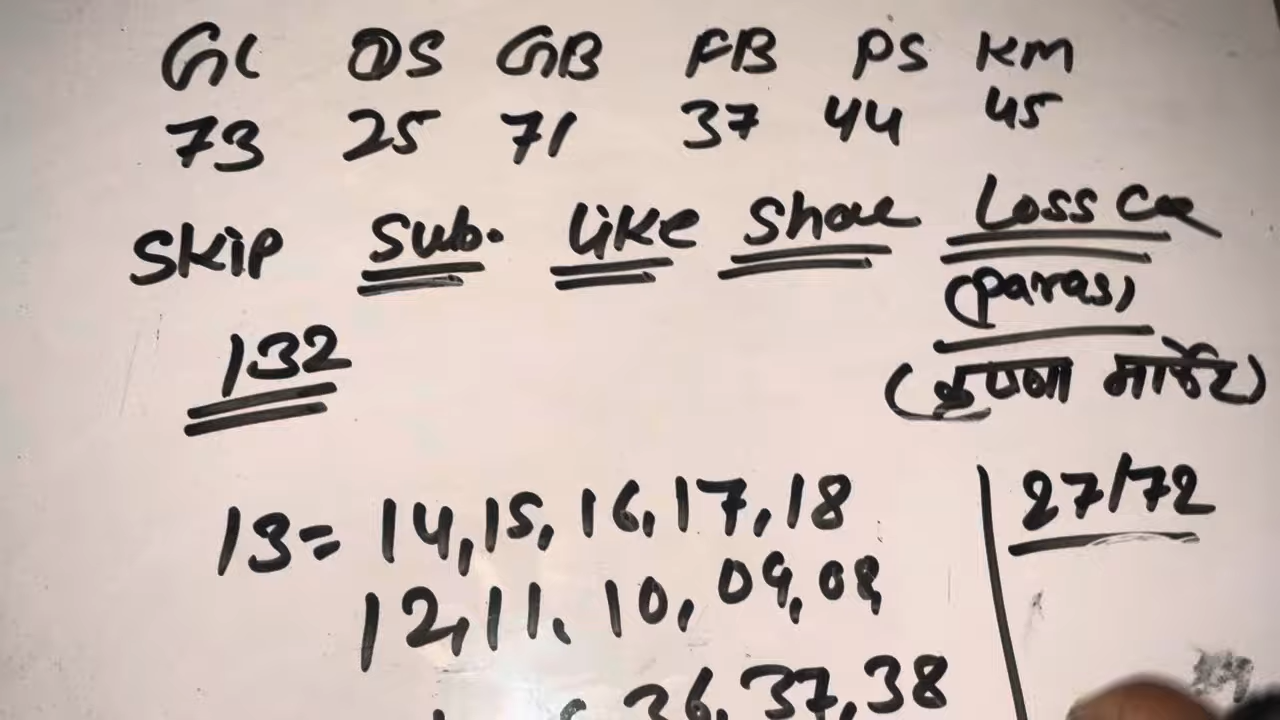 GL DS GB FB PS KM
73 25 71 37 44 45
Skip Sub. Like Share Loss
(Paras)
132
मार्केट)
27/72
13= 14,15,16,17,18
12,11,10,09,08
36,37,38